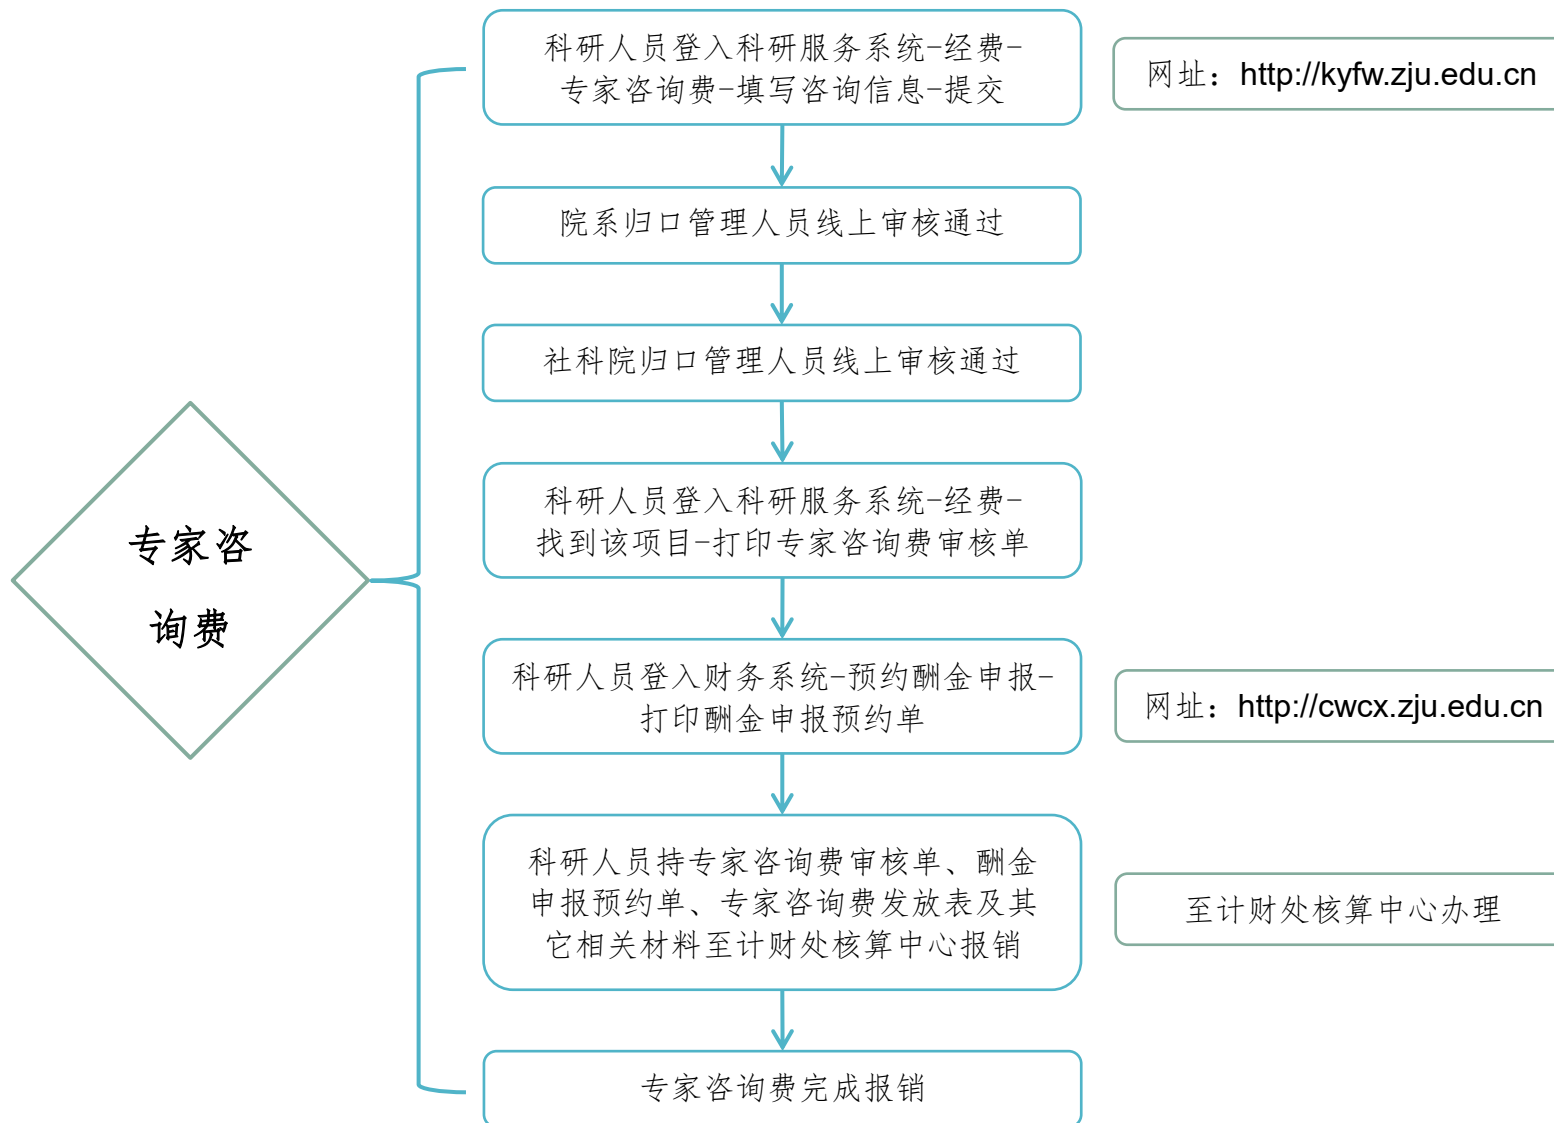 科研人员登入科研服务系统-经费-
专家咨询费-填写咨询信息-提交
网址：http://kyfw.zju.edu.cn
院系归口管理人员线上审核通过
社科院归口管理人员线上审核通过
科研人员登入科研服务系统-经费-
找到该项目-打印专家咨询费审核单
专家咨
询费
科研人员登入财务系统-预约酬金申报-
打印酬金申报预约单
网址：http://cwcx.zju.edu.cn
科研人员持专家咨询费审核单、酬金
申报预约单、专家咨询费发放表及其
它相关材料至计财处核算中心报销
至计财处核算中心办理
专家咨询费完成报销